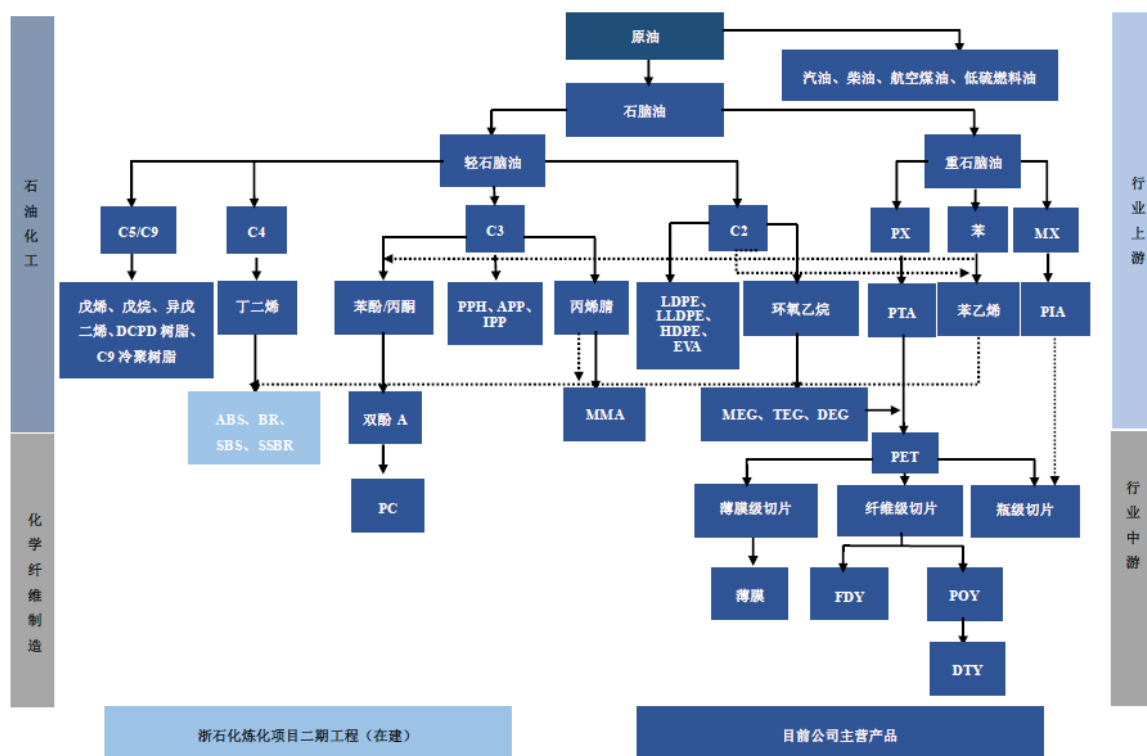 原油
汽油、柴油、航空煤油、低硫燃料油
石脑油
轻石脑油
重石脑油
石油化工
行业上游
C5/C9
C4
C3
C2
PX
苯
MX
戊烯、戊烷、异戊
二烯、DCPD 树脂、
C9 冷聚树脂
丁二烯
苯酚/丙酮
PPH、APP、
IPP
丙烯腈
LDPE、
LLDPE、
HDPE、
EVA
环氧乙烷
PTA
苯乙烯
PIA
ABS、BR、
SBS、SSBR
双酚 A
MMA
MEG、TEG、DEG
PET
化学纤维制造
行业中游
PC
薄膜级切片
纤维级切片
瓶级切片
薄膜
FDY
POY
DTY
浙石化炼化项目二期工程（在建）
目前公司主营产品